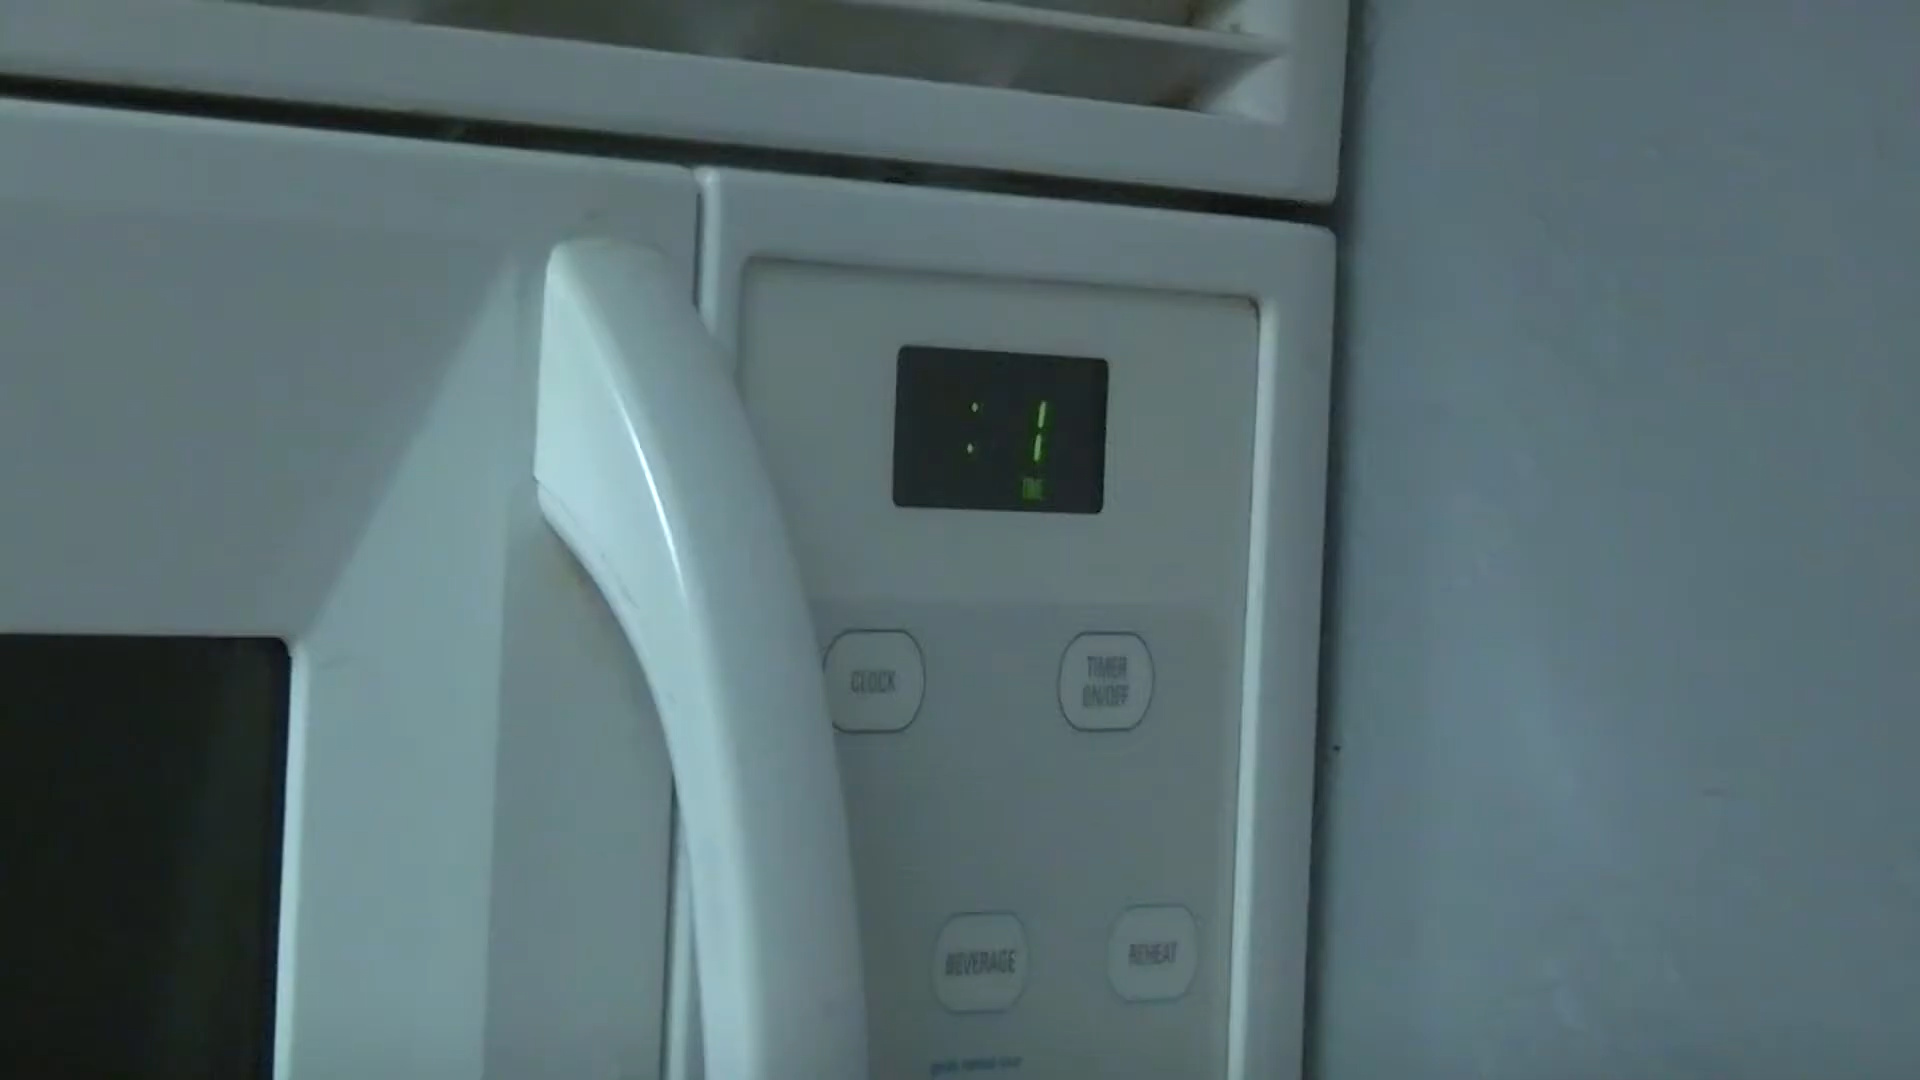 :1
CLOCK
TIMER
ON/OFF
BEVERAGE
REHEAT